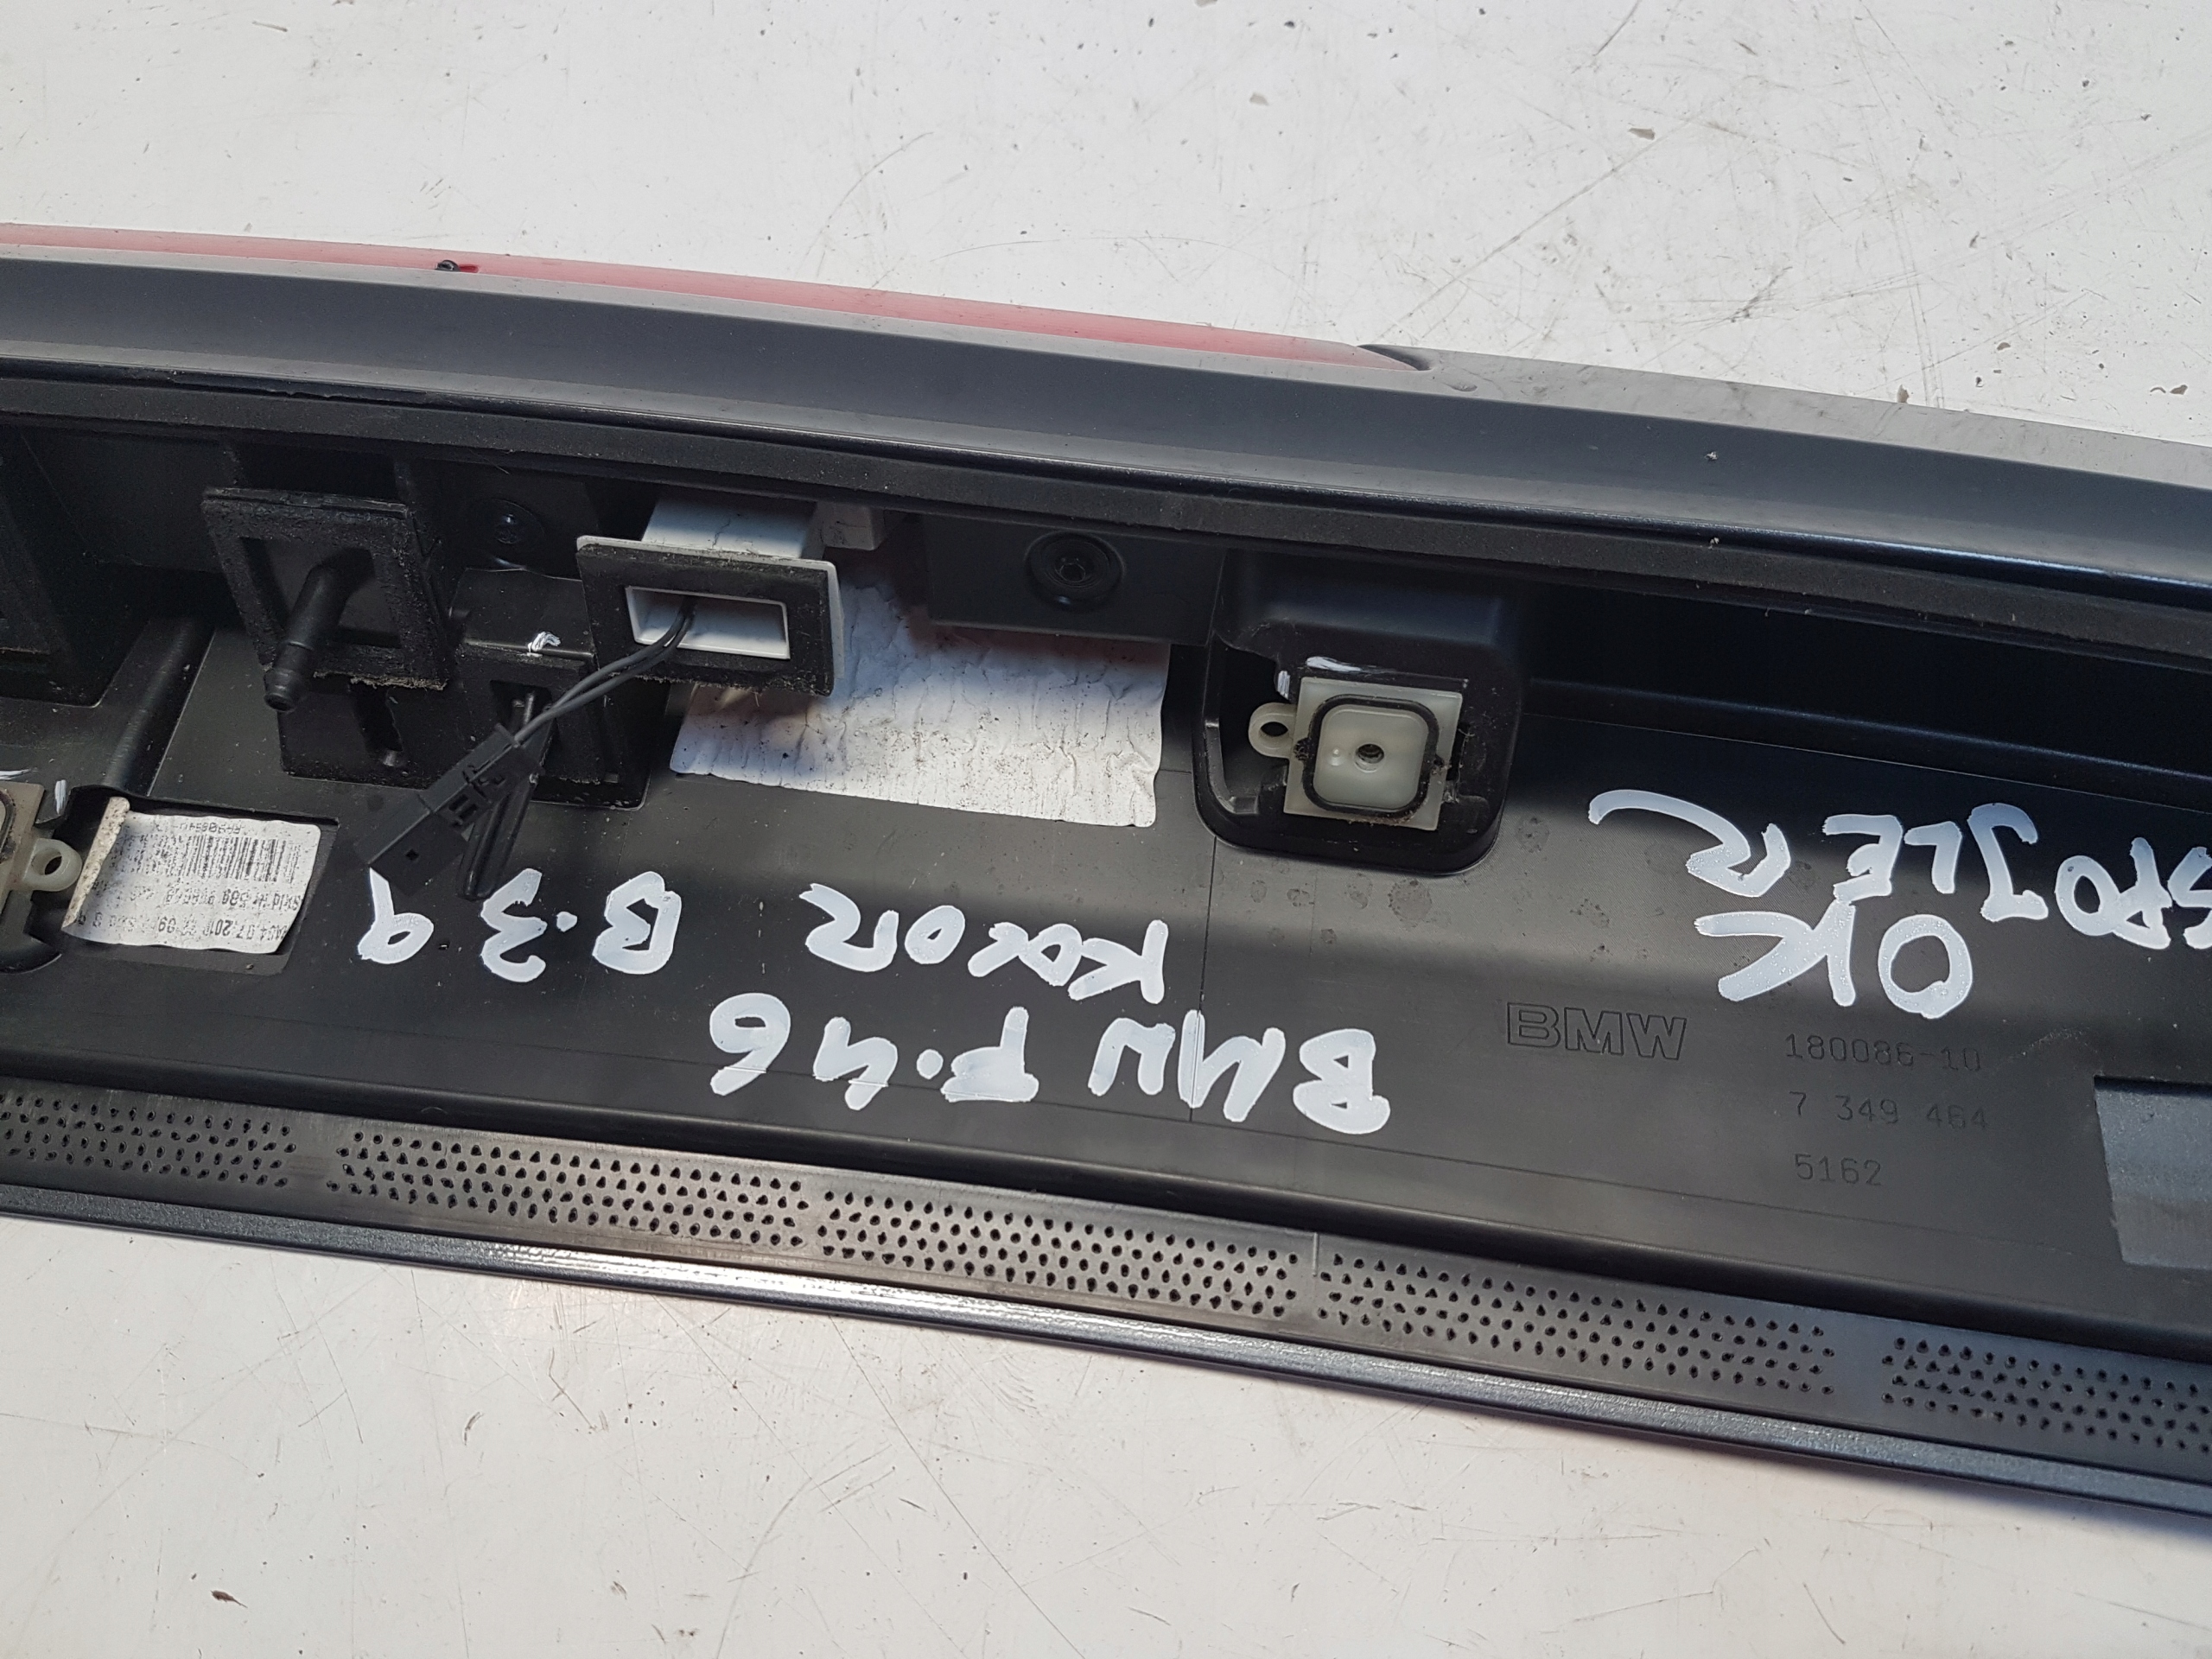 BMW
180086-10
7 349 464
5162
BMW F.46
KOLOR B.39
OK
SPOJLER